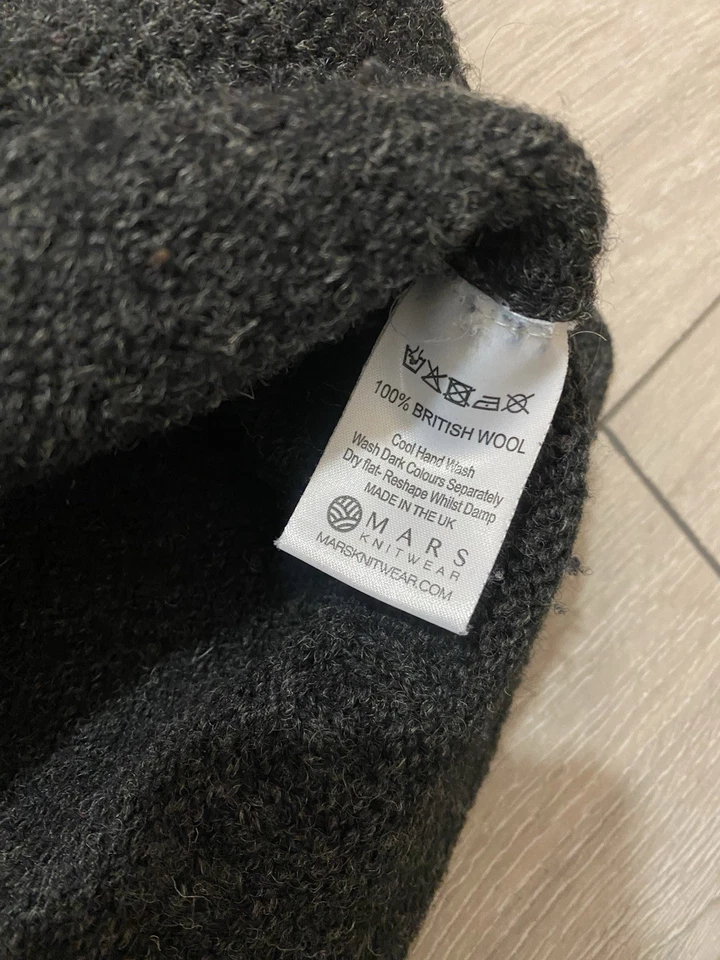 100% BRITISH WOOL
Cool Hand Wash
Wash Dark Colours Separately
Dry flat- Reshape Whilst Damp
MADE IN THE UK
MARS
KNITWEAR
MARSKNITWEAR.COM